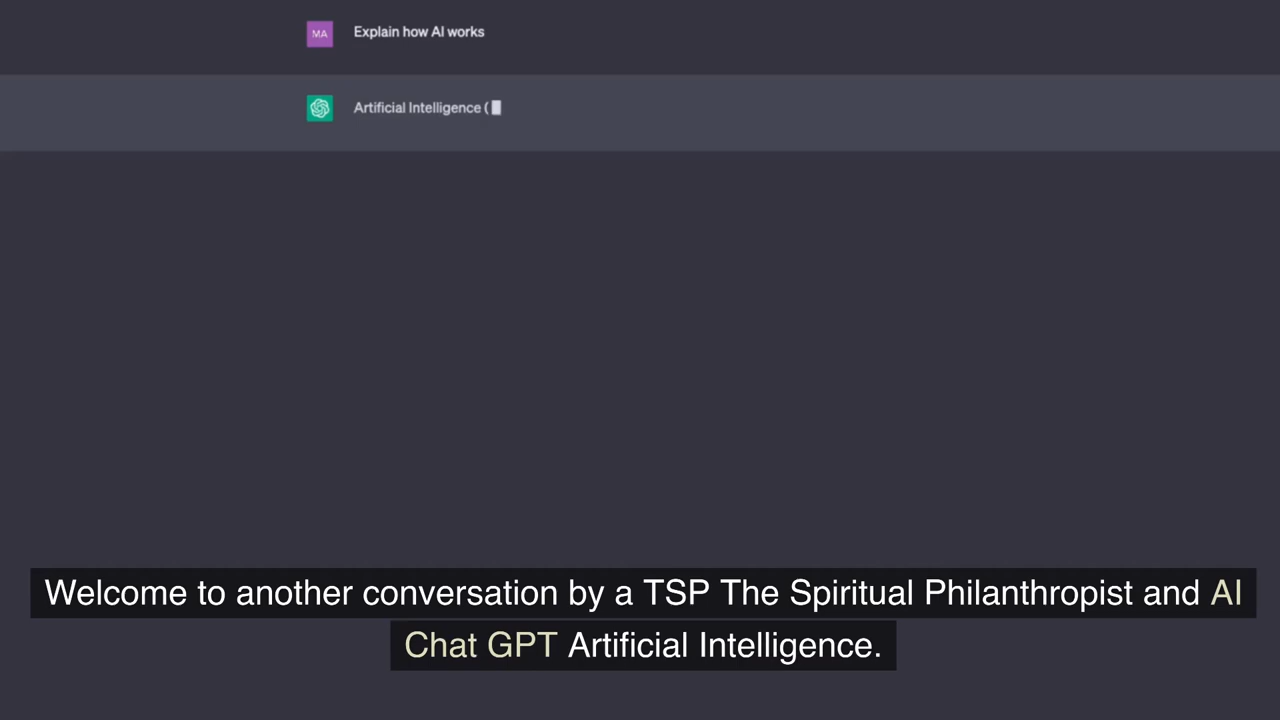 MA
Explain how AI works
Artificial Intelligence (
Welcome to another conversation by a TSP The Spiritual Philanthropist and AI
Chat GPT Artificial Intelligence.